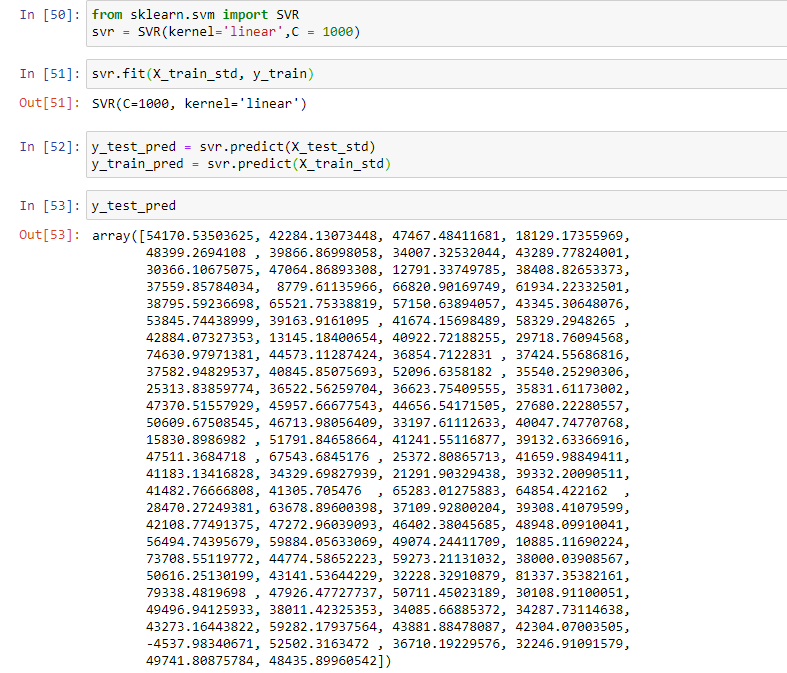 In [50]: from sklearn.svm import SVR
svr = SVR(kernel='linear',C = 1000)
In [51]: svr.fit(X_train_std, y_train)
Out[51]: SVR(C=1000, kernel='linear')
In [52]: y_test_pred = svr.predict(X_test_std)
y_train_pred = svr.predict(X_train_std)
In [53]: y_test_pred
Out[53]: array([54170.53503625, 42284.13073448, 47467.48411681, 18129.17355969,
48399.2694108 , 39866.86998058, 34007.32532044, 43289.77824001,
30366.10675075, 47064.86893308, 12791.33749785, 38408.82653373,
37559.85784034,  8779.61135966, 66820.90169749, 61934.22332501,
38795.59236698, 65521.75338819, 57150.63894057, 43345.30648076,
53845.74438999, 39163.9161095 , 41674.15698489, 58329.2948265 ,
42884.07327353, 13145.18400654, 40922.72188255, 29718.76094568,
74630.97971381, 44573.11287424, 36854.7122831 , 37424.55686816,
37582.94829537, 40845.85075693, 52096.6358182 , 35540.25290306,
25313.83859774, 36522.56259704, 36623.75409555, 35831.61173002,
47370.51557929, 45957.66677543, 44656.54171505, 27680.22280557,
50609.67508545, 46713.98056409, 33197.61112633, 40047.74770768,
15830.8986982 , 51791.84658664, 41241.55116877, 39132.63366916,
47511.3684718 , 67543.6845176 , 25372.80865713, 41659.98849411,
41183.13416828, 34329.69827939, 21291.90329438, 39332.20090511,
41482.76666808, 41305.705476  , 65283.01275883, 64854.422162  ,
28470.27249381, 63678.89600398, 37109.92800204, 39308.41079599,
42108.77491375, 47272.96039093, 46402.38045685, 48948.09910041,
56494.74395679, 59884.05633069, 49074.24411709, 10885.11690224,
73708.55119772, 44774.58652223, 59273.21131032, 38000.03908567,
50616.25130199, 43141.53644229, 32228.32910879, 81337.35382161,
79338.4819698 , 47926.47727737, 50711.45023189, 30108.91100051,
49496.94125933, 38011.42325353, 34085.66885372, 34287.73114638,
43273.16443822, 59282.17937564, 43881.88478087, 42304.07003505,
-4537.98340671, 52502.3163472 , 36710.19229576, 32246.91091579,
49741.80875784, 48435.89960542])